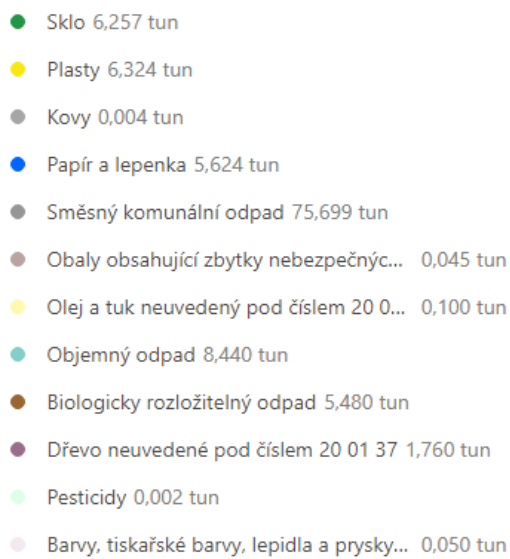 Sklo 6,257 tun
Plasty 6,324 tun
Kovy 0,004 tun
Papír a lepenka 5,624 tun
Směsný komunální odpad 75,699 tun
Obaly obsahující zbytky nebezpečnýc... 0,045 tun
Olej a tuk neuvedený pod číslem 20 0... 0,100 tun
Objemný odpad 8,440 tun
Biologicky rozložitelný odpad 5,480 tun
Dřevo neuvedené pod číslem 20 01 37 1,760 tun
Pesticidy 0,002 tun
Barvy, tiskařské barvy, lepidla a prysky... 0,050 tun